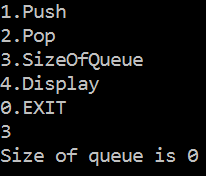 1.Push
2.Pop
3.SizeOfQueue
4.Display
0.EXIT
3
Size of queue is 0